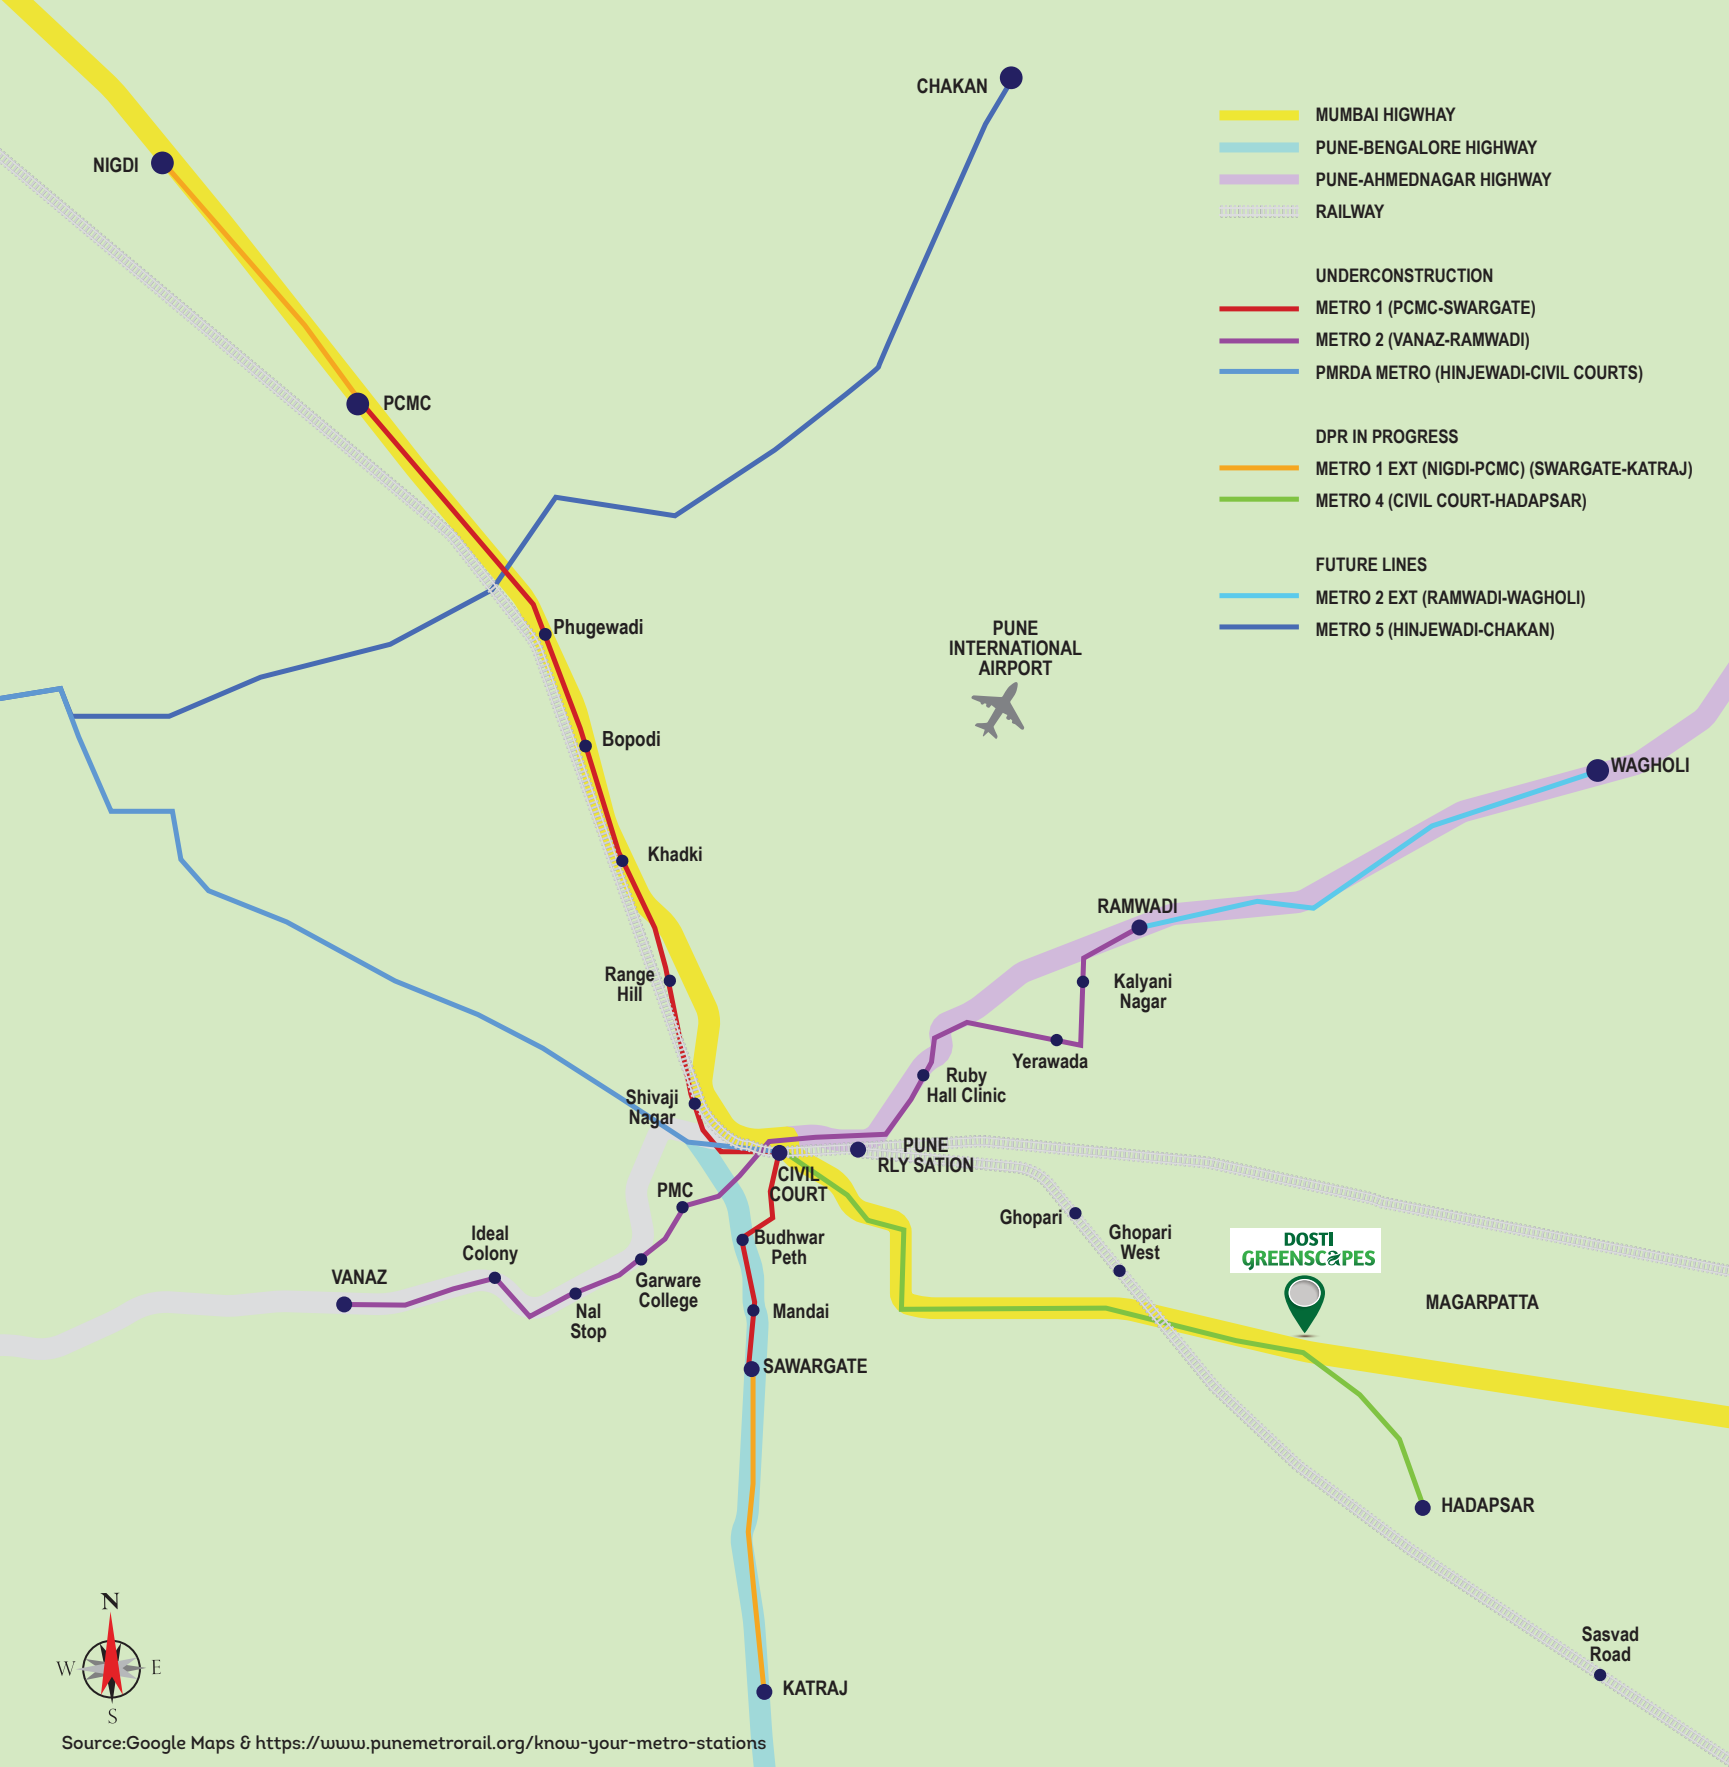 CHAKAN
NIGDI
PCMC
MUMBAI HIGWHAY
PUNE-BENGALORE HIGHWAY
PUNE-AHMEDNAGAR HIGHWAY
RAILWAY
UNDERCONSTRUCTION
METRO 1 (PCMC-SWARGATE)
METRO 2 (VANAZ-RAMWADI)
PMRDA METRO (HINJEWADI-CIVIL COURTS)
DPR IN PROGRESS
METRO 1 EXT (NIGDI-PCMC) (SWARGATE-KATRAJ)
METRO 4 (CIVIL COURT-HADAPSAR)
FUTURE LINES
METRO 2 EXT (RAMWADI-WAGHOLI)
METRO 5 (HINJEWADI-CHAKAN)
Phugewadi
PUNE
INTERNATIONAL
AIRPORT
Bopodi
WAGHOLI
Khadki
RAMWADI
Range
Hill
Kalyani
Nagar
Yerawada
Ruby
Hall Clinic
Shivaji
Nagar
PUNE
RLY SATION
CIVIL
COURT
PMC
Ghopari
Ghopari
West
Ideal
Colony
Budhwar
Peth
DOSTI
GREENSCAPES
VANAZ
Garware
College
Nal
Stop
Mandai
MAGARPATTA
SAWARGATE
HADAPSAR
Sasvad
Road
KATRAJ
N
W
E
S
Source:Google Maps & https://www.punemetrorail.org/know-your-metro-stations